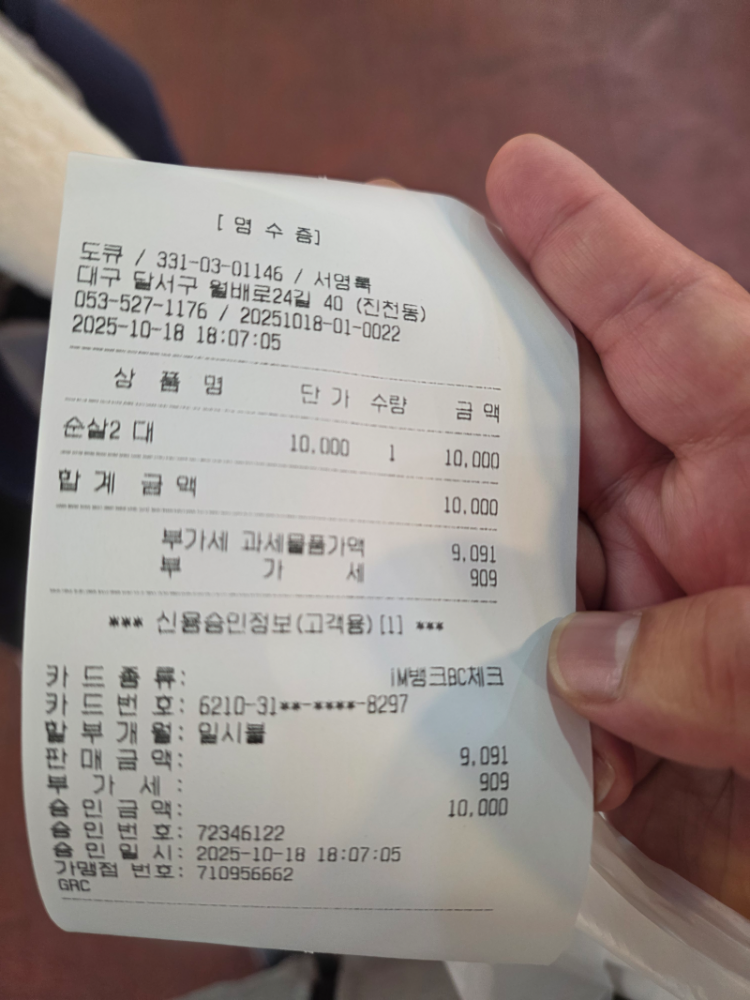 [ 영 수 증]
도큐 / 331-03-01146 / 서영록
대구 달서구 월배로24길 40 (진천동)
053-527-1176 / 20251018-01-0022
2025-10-18 18:07:05
상 품 명 단 가 수량 금 액
순살2 대 10,000 1 10,000
합 계 금 액 10,000
부가세 과세물품가액 9,091
부 가 세 909
*** 신용승인정보(고객용)[1] ***
카 드 종 류: iM뱅크BC체크
카 드 번 호: 6210-31**-****-8297
할 부 개 월: 일시불
판 매 금 액: 9,091
부 가 세 : 909
승 인 금 액: 10,000
승 인 번 호: 72346122
승 인 일 시: 2025-10-18 18:07:05
가맹점 번호: 710956662
GRC